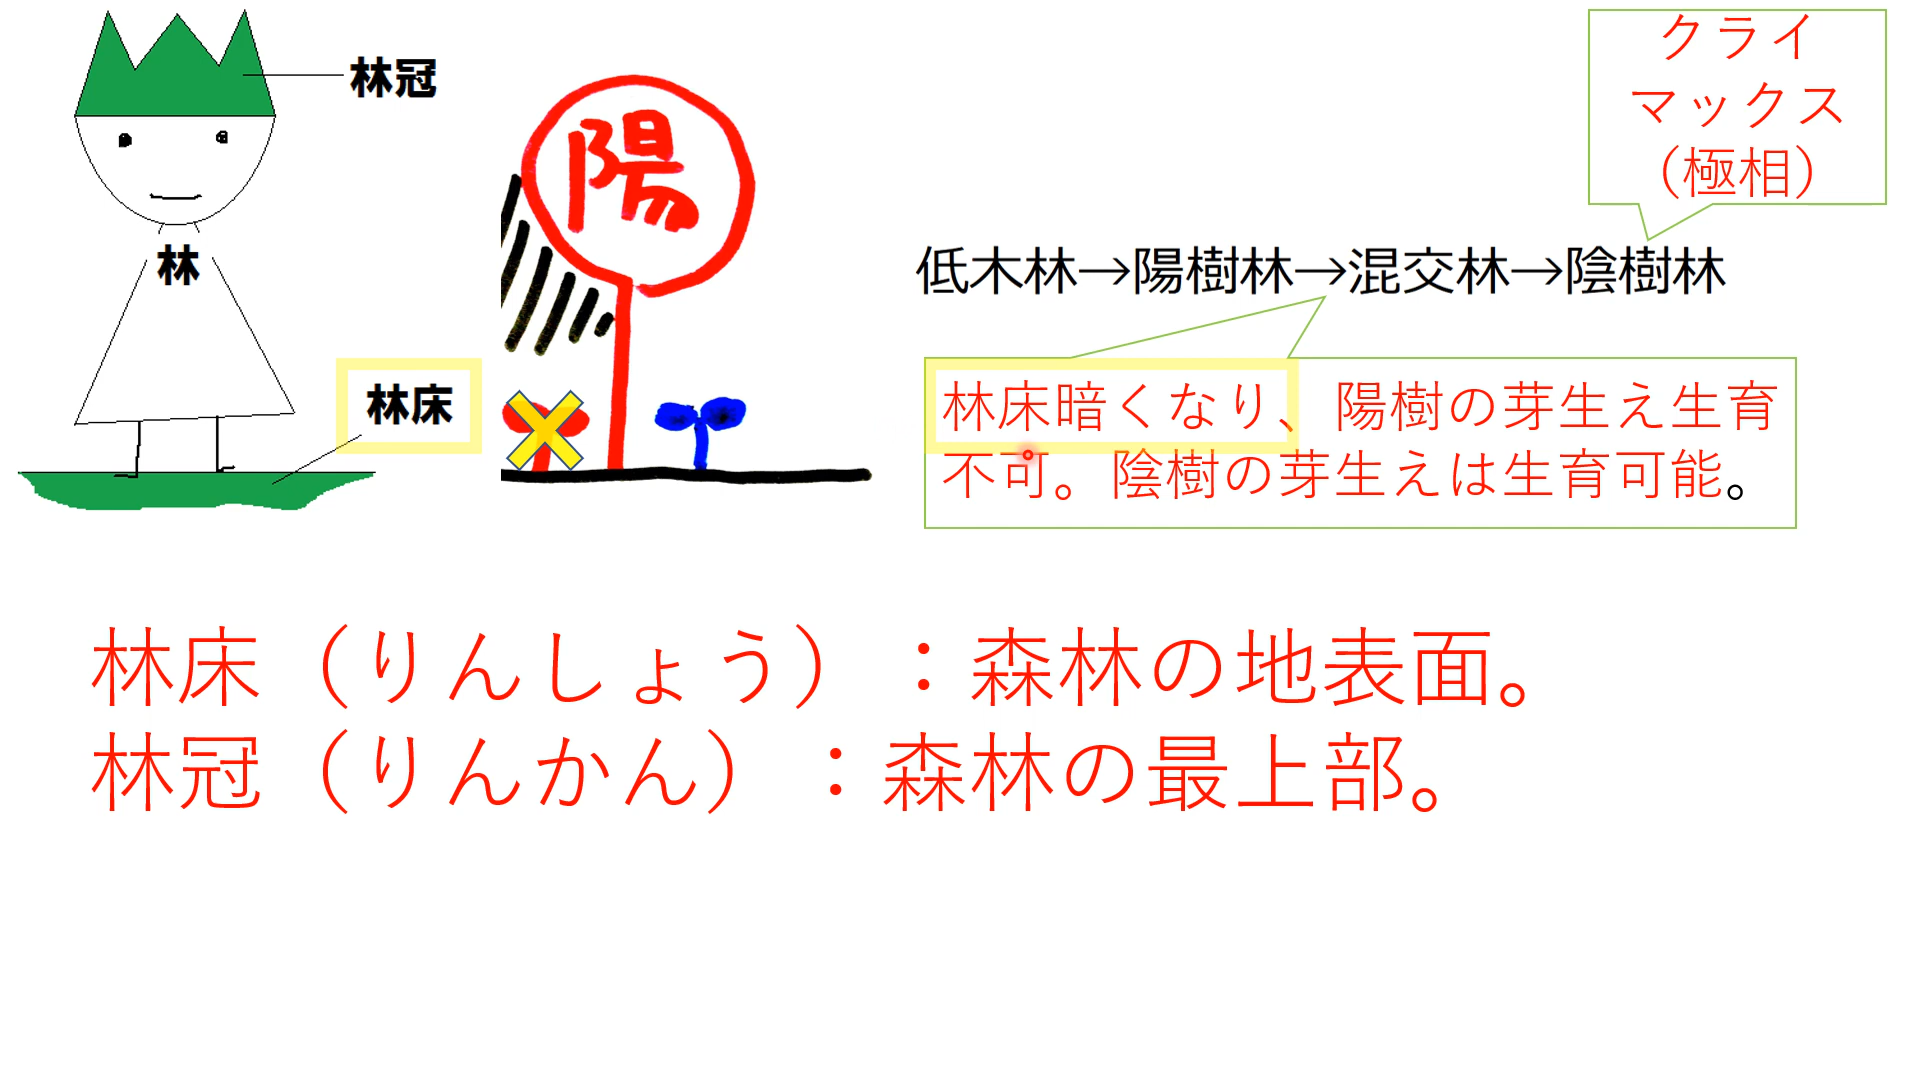 林冠
林
林床
陽
クライ
マックス
（極相）
低木林→陽樹林→混交林→陰樹林
林床暗くなり、陽樹の芽生え生育
不可。陰樹の芽生えは生育可能。
林床（りんしょう）：森林の地表面。
林冠（りんかん）：森林の最上部。